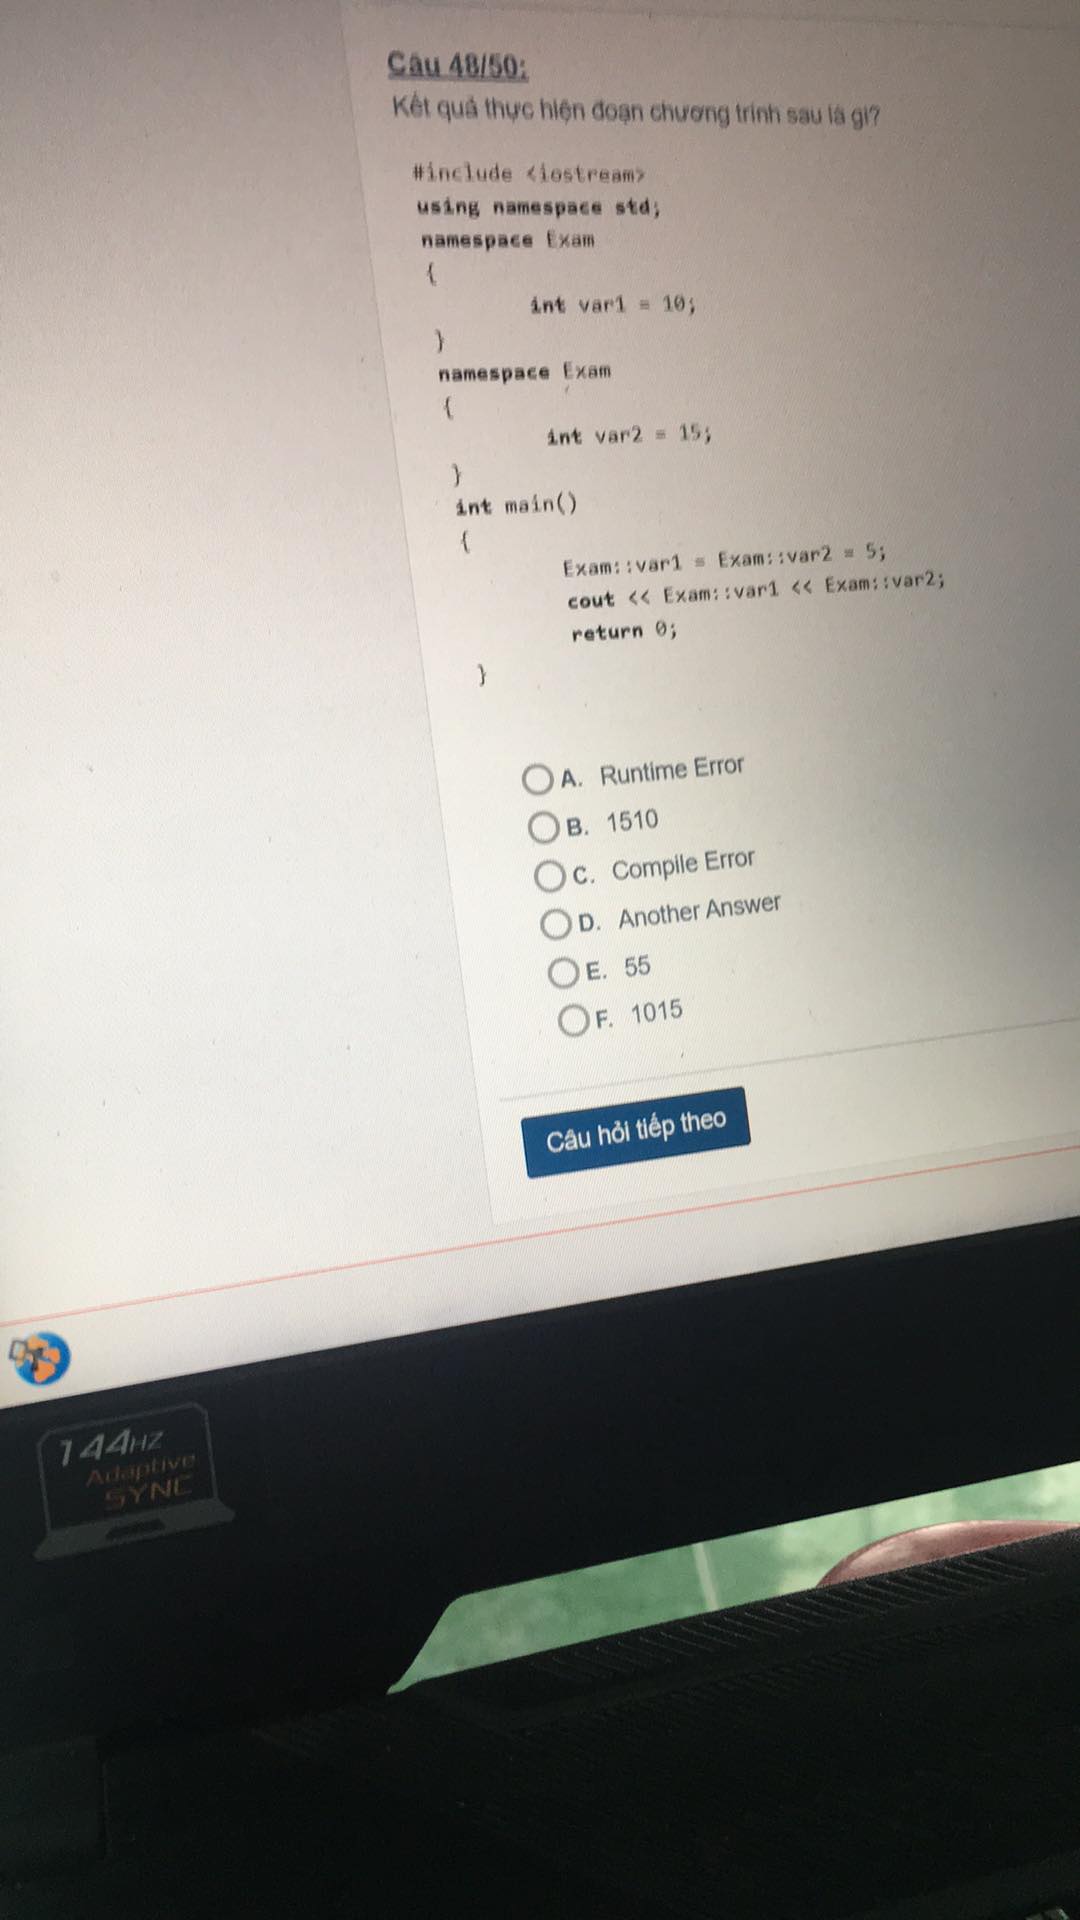 Câu 48/50:
Kết quả thực hiện đoạn chương trình sau là gì?
#include <iostream>
using namespace std;
namespace Exam
{
int var1 = 10;
}
namespace Exam
{
int var2 = 15;
}
int main()
{
Exam::var1 = Exam::var2 = 5;
cout << Exam::var1 << Exam::var2;
return 0;
}
A. Runtime Error
B. 1510
C. Compile Error
D. Another Answer
E. 55
F. 1015
Câu hỏi tiếp theo
144HZ
Adaptive
SYNC